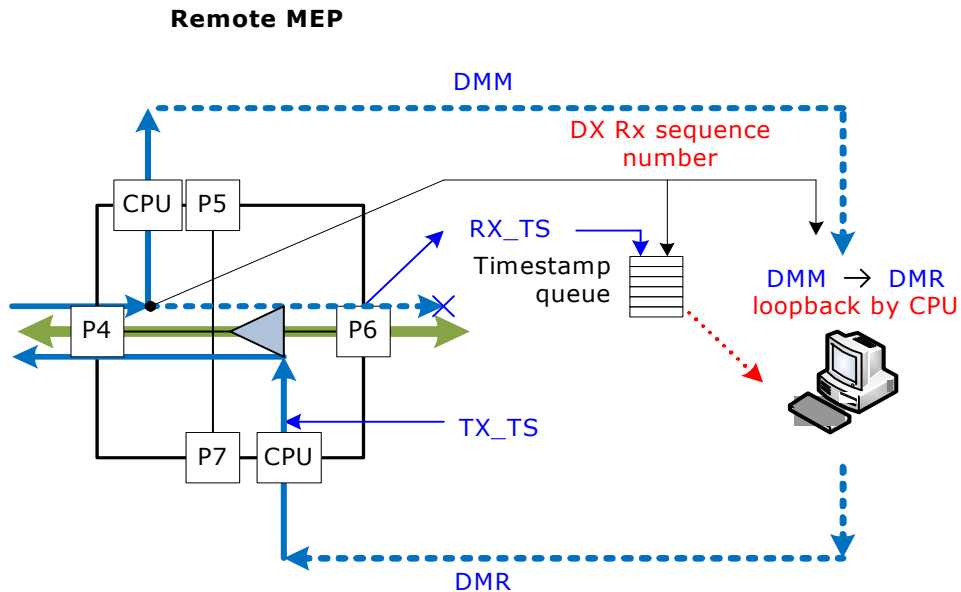 Remote MEP
DMM
DX Rx sequence
number
CPU
P5
RX_TS
Timestamp
queue
DMM → DMR
loopback by CPU
P4
P6
TX_TS
P7
CPU
DMR